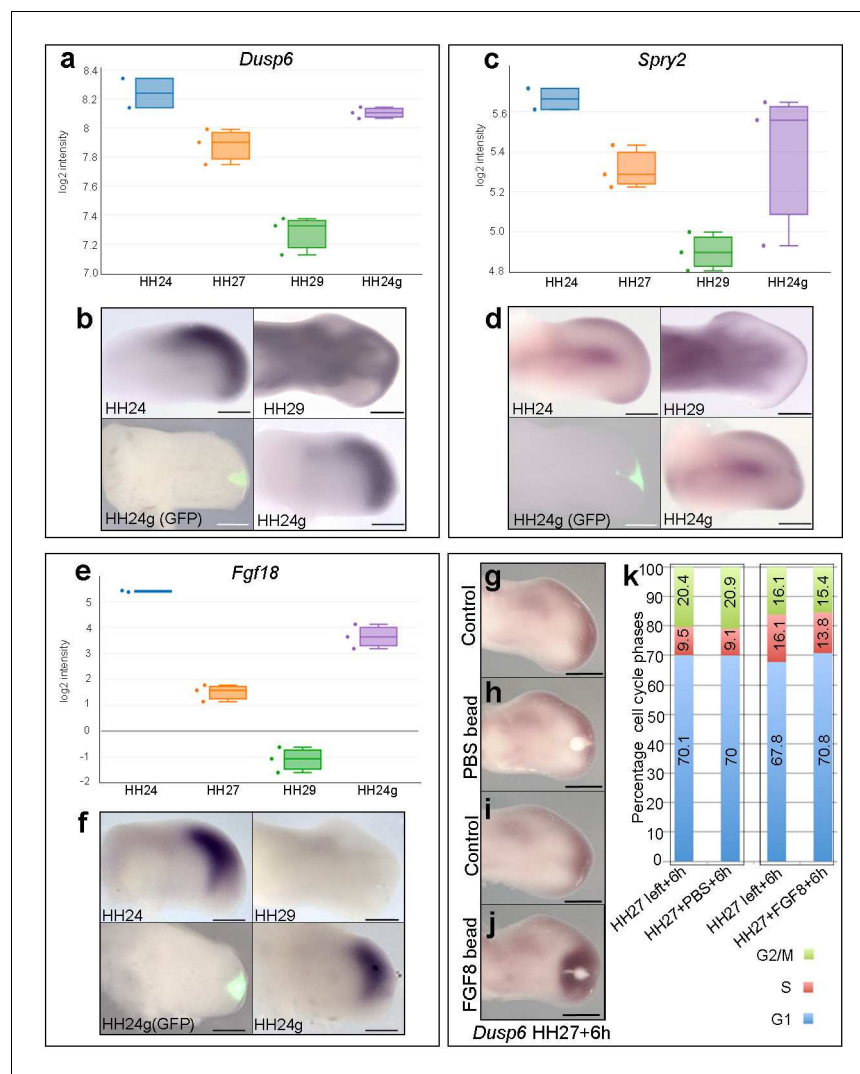 a
Dusp6
8.4
8.2
8
7.8
7.6
7.4
7.2
7.0
log2 intensity
HH24 HH27 HH29 HH24g
b
HH24
HH29
HH24g (GFP)
HH24g
c
Spry2
5.6
5.4
5.2
5.0
4.8
log2 intensity
HH24 HH27 HH29 HH24g
d
HH24
HH29
HH24g (GFP)
HH24g
e
Fgf18
5
4
3
2
1
0
-1
-2
log2 intensity
HH24 HH27 HH29 HH24g
f
HH24
HH29
HH24g(GFP)
HH24g
g
Control
h
PBS bead
i
Control
j
FGF8 bead
Dusp6 HH27+6h
k
Percentage cell cycle phases
100
90
80
70
60
50
40
30
20
10
0
20.4 20.9 16.1 15.4
9.5 9.1 16.1 13.8
70.1 70 67.8 70.8
HH27 left+6h
HH27+PBS+6h
HH27 left+6h
HH27+FGF8+6h
G2/M
S
G1